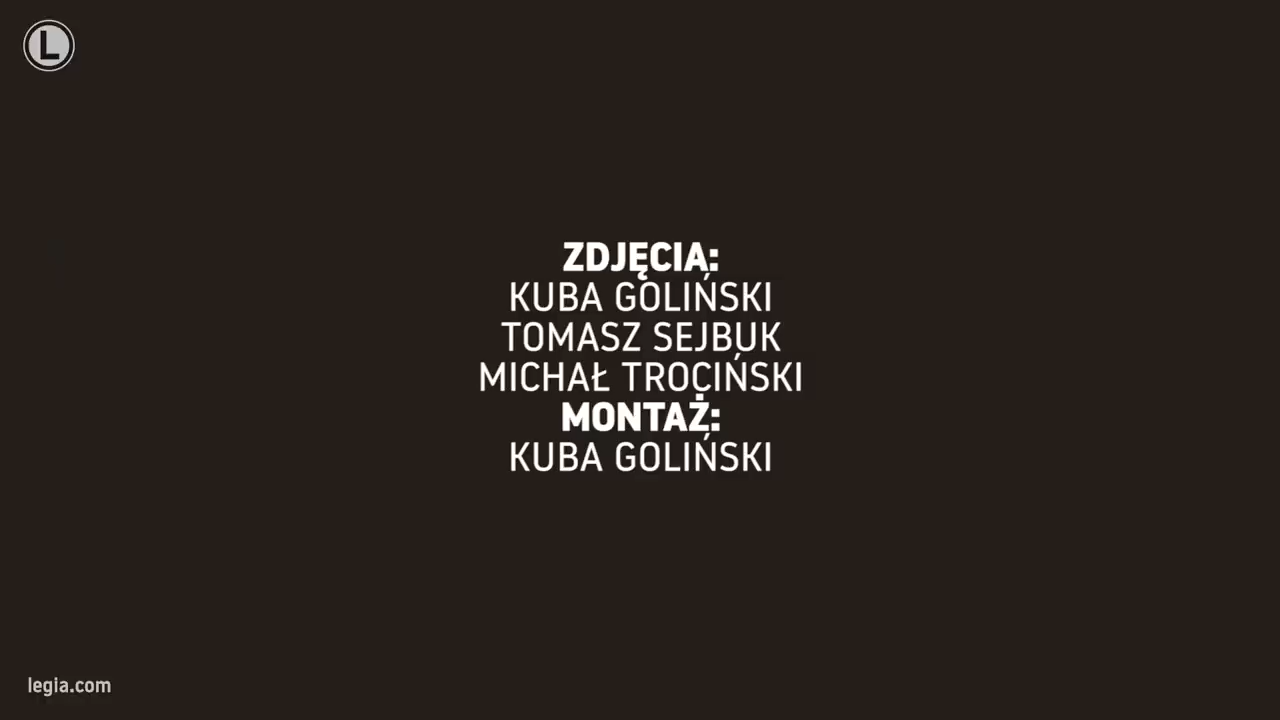 L
ZDJĘCIA:
KUBA GOLIŃSKI
TOMASZ SEJBUK
MICHAŁ TROCIŃSKI
MONTAŻ:
KUBA GOLIŃSKI
legia.com